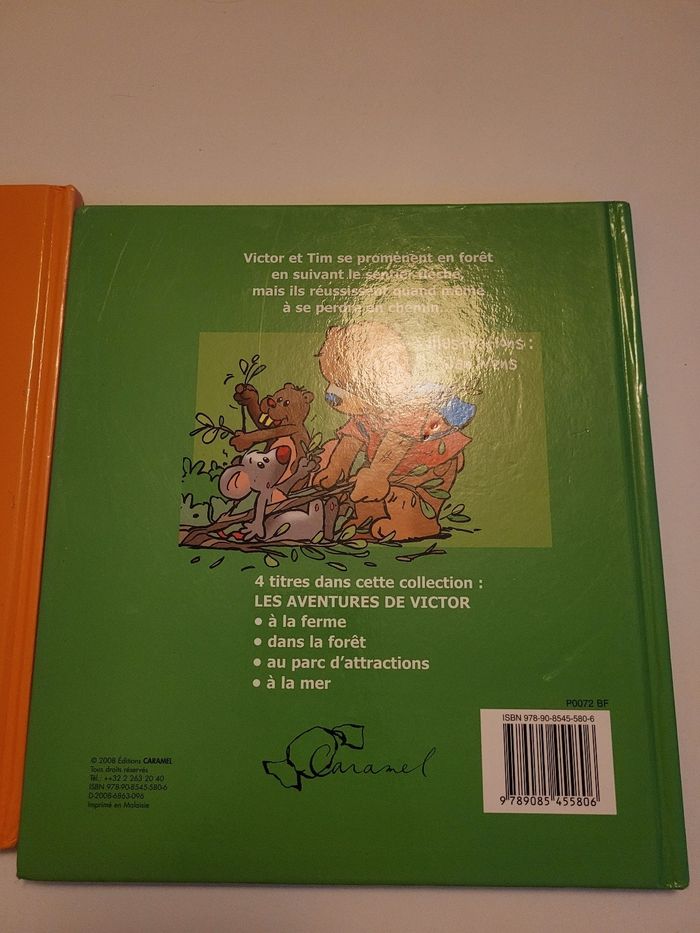 Victor et Tim se promènent en forêt
en suivant le sentier fléché,
mais ils réussissent quand même
à se perdre en chemin.
Illustrations :
4 titres dans cette collection :
LES AVENTURES DE VICTOR
• à la ferme
• dans la forêt
• au parc d'attractions
• à la mer
P0072 BF
ISBN 978-90-8545-580-6
9 789085 455806
© 2008 Éditions CARAMEL
Tous droits réservés
Tél.: ++32 2 263 20 40
ISBN 978-90-8545-580-6
D-2008-6863-096
Imprimé en Malaisie
Caramel